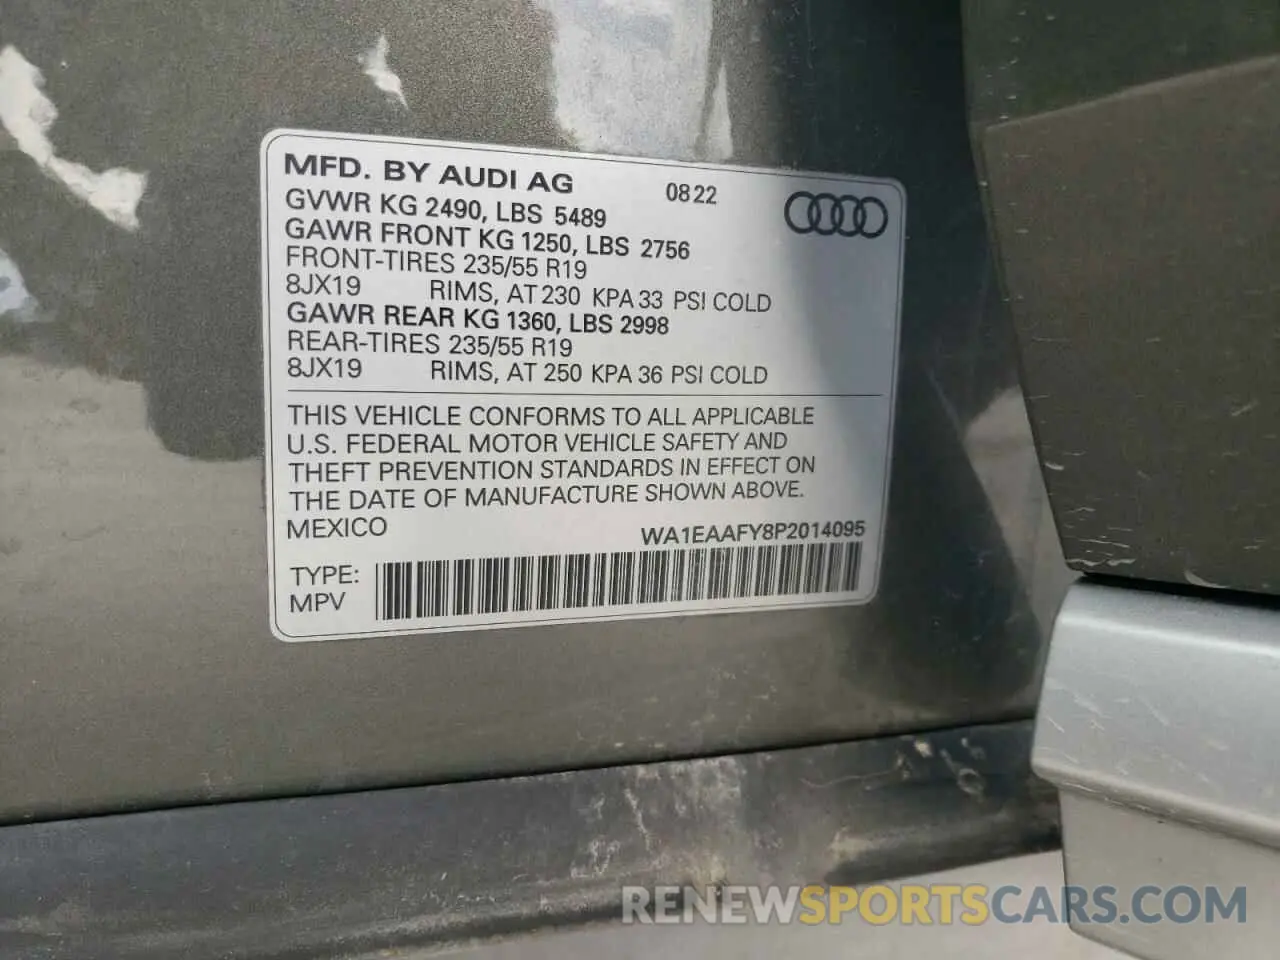 MFD. BY AUDI AG 08 22
GVWR KG 2490, LBS 5489
GAWR FRONT KG 1250, LBS 2756
FRONT-TIRES 235/55 R19
8JX19 RIMS, AT 230 KPA 33 PSI COLD
GAWR REAR KG 1360, LBS 2998
REAR-TIRES 235/55 R19
8JX19 RIMS, AT 250 KPA 36 PSI COLD
THIS VEHICLE CONFORMS TO ALL APPLICABLE
U.S. FEDERAL MOTOR VEHICLE SAFETY AND
THEFT PREVENTION STANDARDS IN EFFECT ON
THE DATE OF MANUFACTURE SHOWN ABOVE.
MEXICO WA1EAAFY8P2014095
TYPE:
MPV
RENEWSPORTSCARS.COM